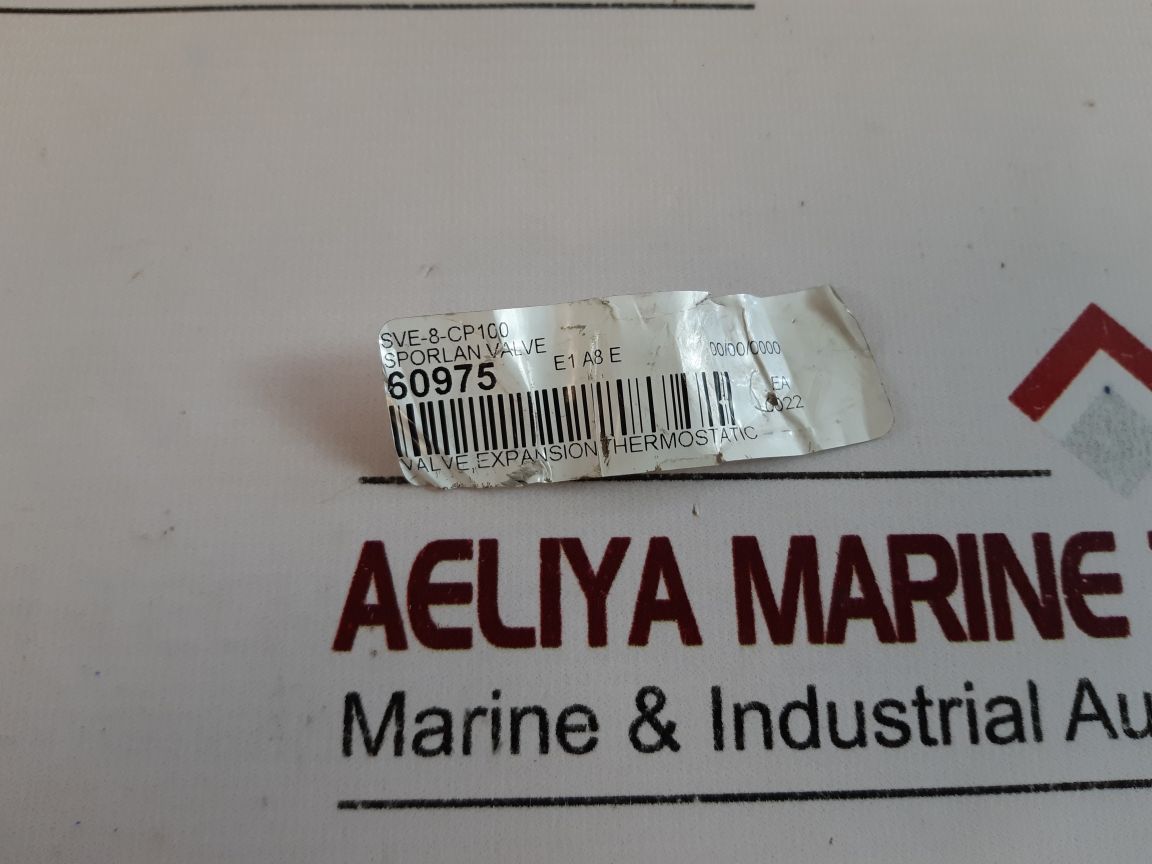 SVE-8-CP100
SPORLAN VALVE
60975 E1 A8 E 00/00/0000
EA
0022
VALVE,EXPANSION THERMOSTATIC
AELIYA MARINE
Marine & Industrial Au